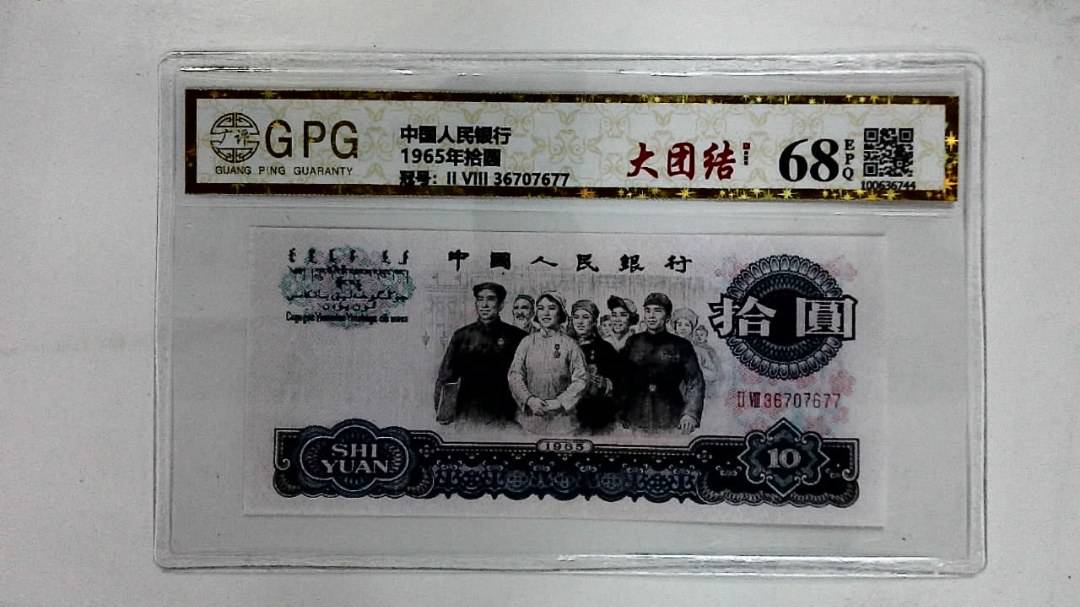 GPG
GUANG PING GUARANTY
中国人民银行
1965年拾圆
冠号：II VIII 36707677
大团结
68
EPQ
100636744
中國人民銀行
拾圓
II VIII 36707677
1965
SHI
YUAN
10